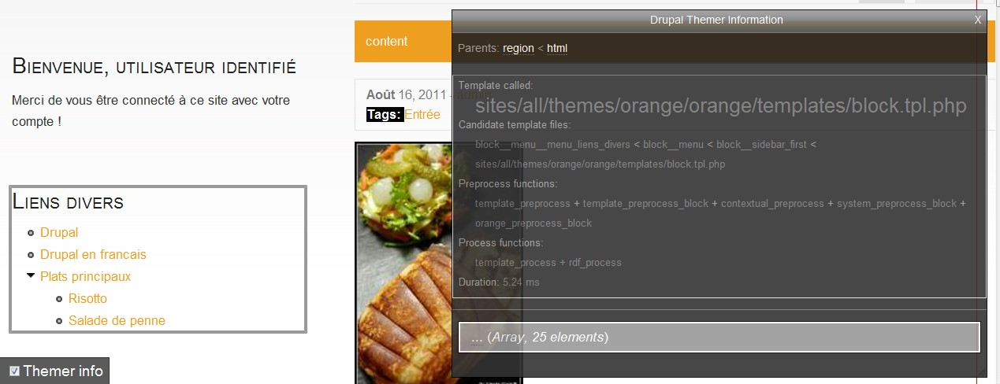 Bienvenue, utilisateur identifié
Merci de vous être connecté à ce site avec votre
compte !
Liens divers
Drupal
Drupal en francais
Plats principaux
Risotto
Salade de penne
Themer info
content
Août 16, 2011 -
Tags: Entrée
Drupal Themer Information X
Parents: region < html
Template called:
sites/all/themes/orange/orange/templates/block.tpl.php
Candidate template files:
block__menu__menu_liens_divers < block__menu < block__sidebar_first <
sites/all/themes/orange/orange/templates/block.tpl.php
Preprocess functions:
template_preprocess + template_preprocess_block + contextual_preprocess + system_preprocess_block +
orange_preprocess_block
Process functions:
template_process + rdf_process
Duration: 5.24 ms
... (Array, 25 elements)